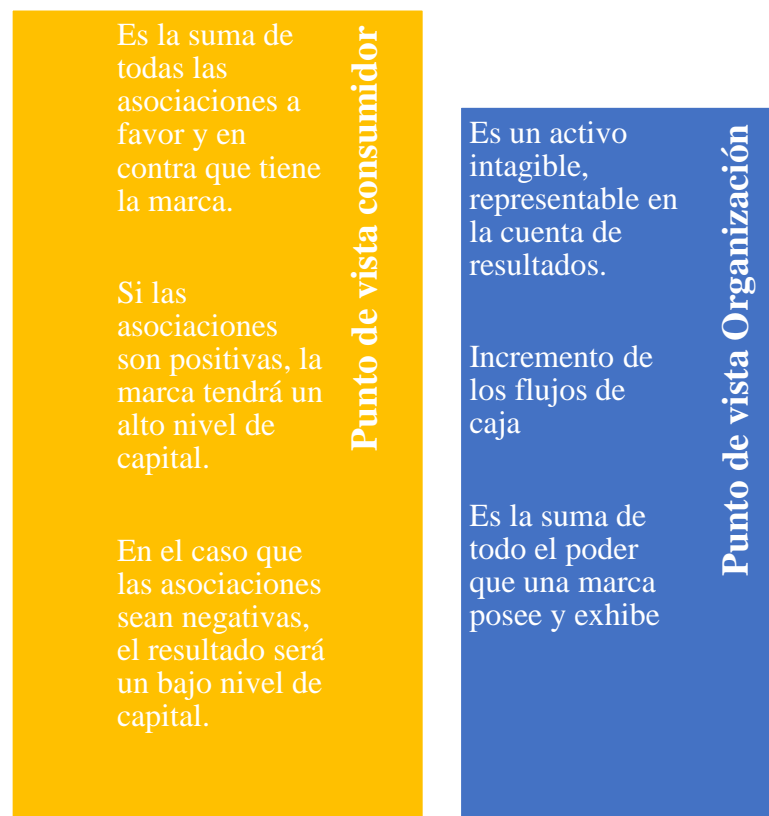 Punto de vista consumidor
Es la suma de
todas las
asociaciones a
favor y en
contra que tiene
la marca.
Si las
asociaciones
son positivas, la
marca tendrá un
alto nivel de
capital.
En el caso que
las asociaciones
sean negativas,
el resultado será
un bajo nivel de
capital.
Punto de vista Organización
Es un activo
intagible,
representable en
la cuenta de
resultados.
Incremento de
los flujos de
caja
Es la suma de
todo el poder
que una marca
posee y exhibe